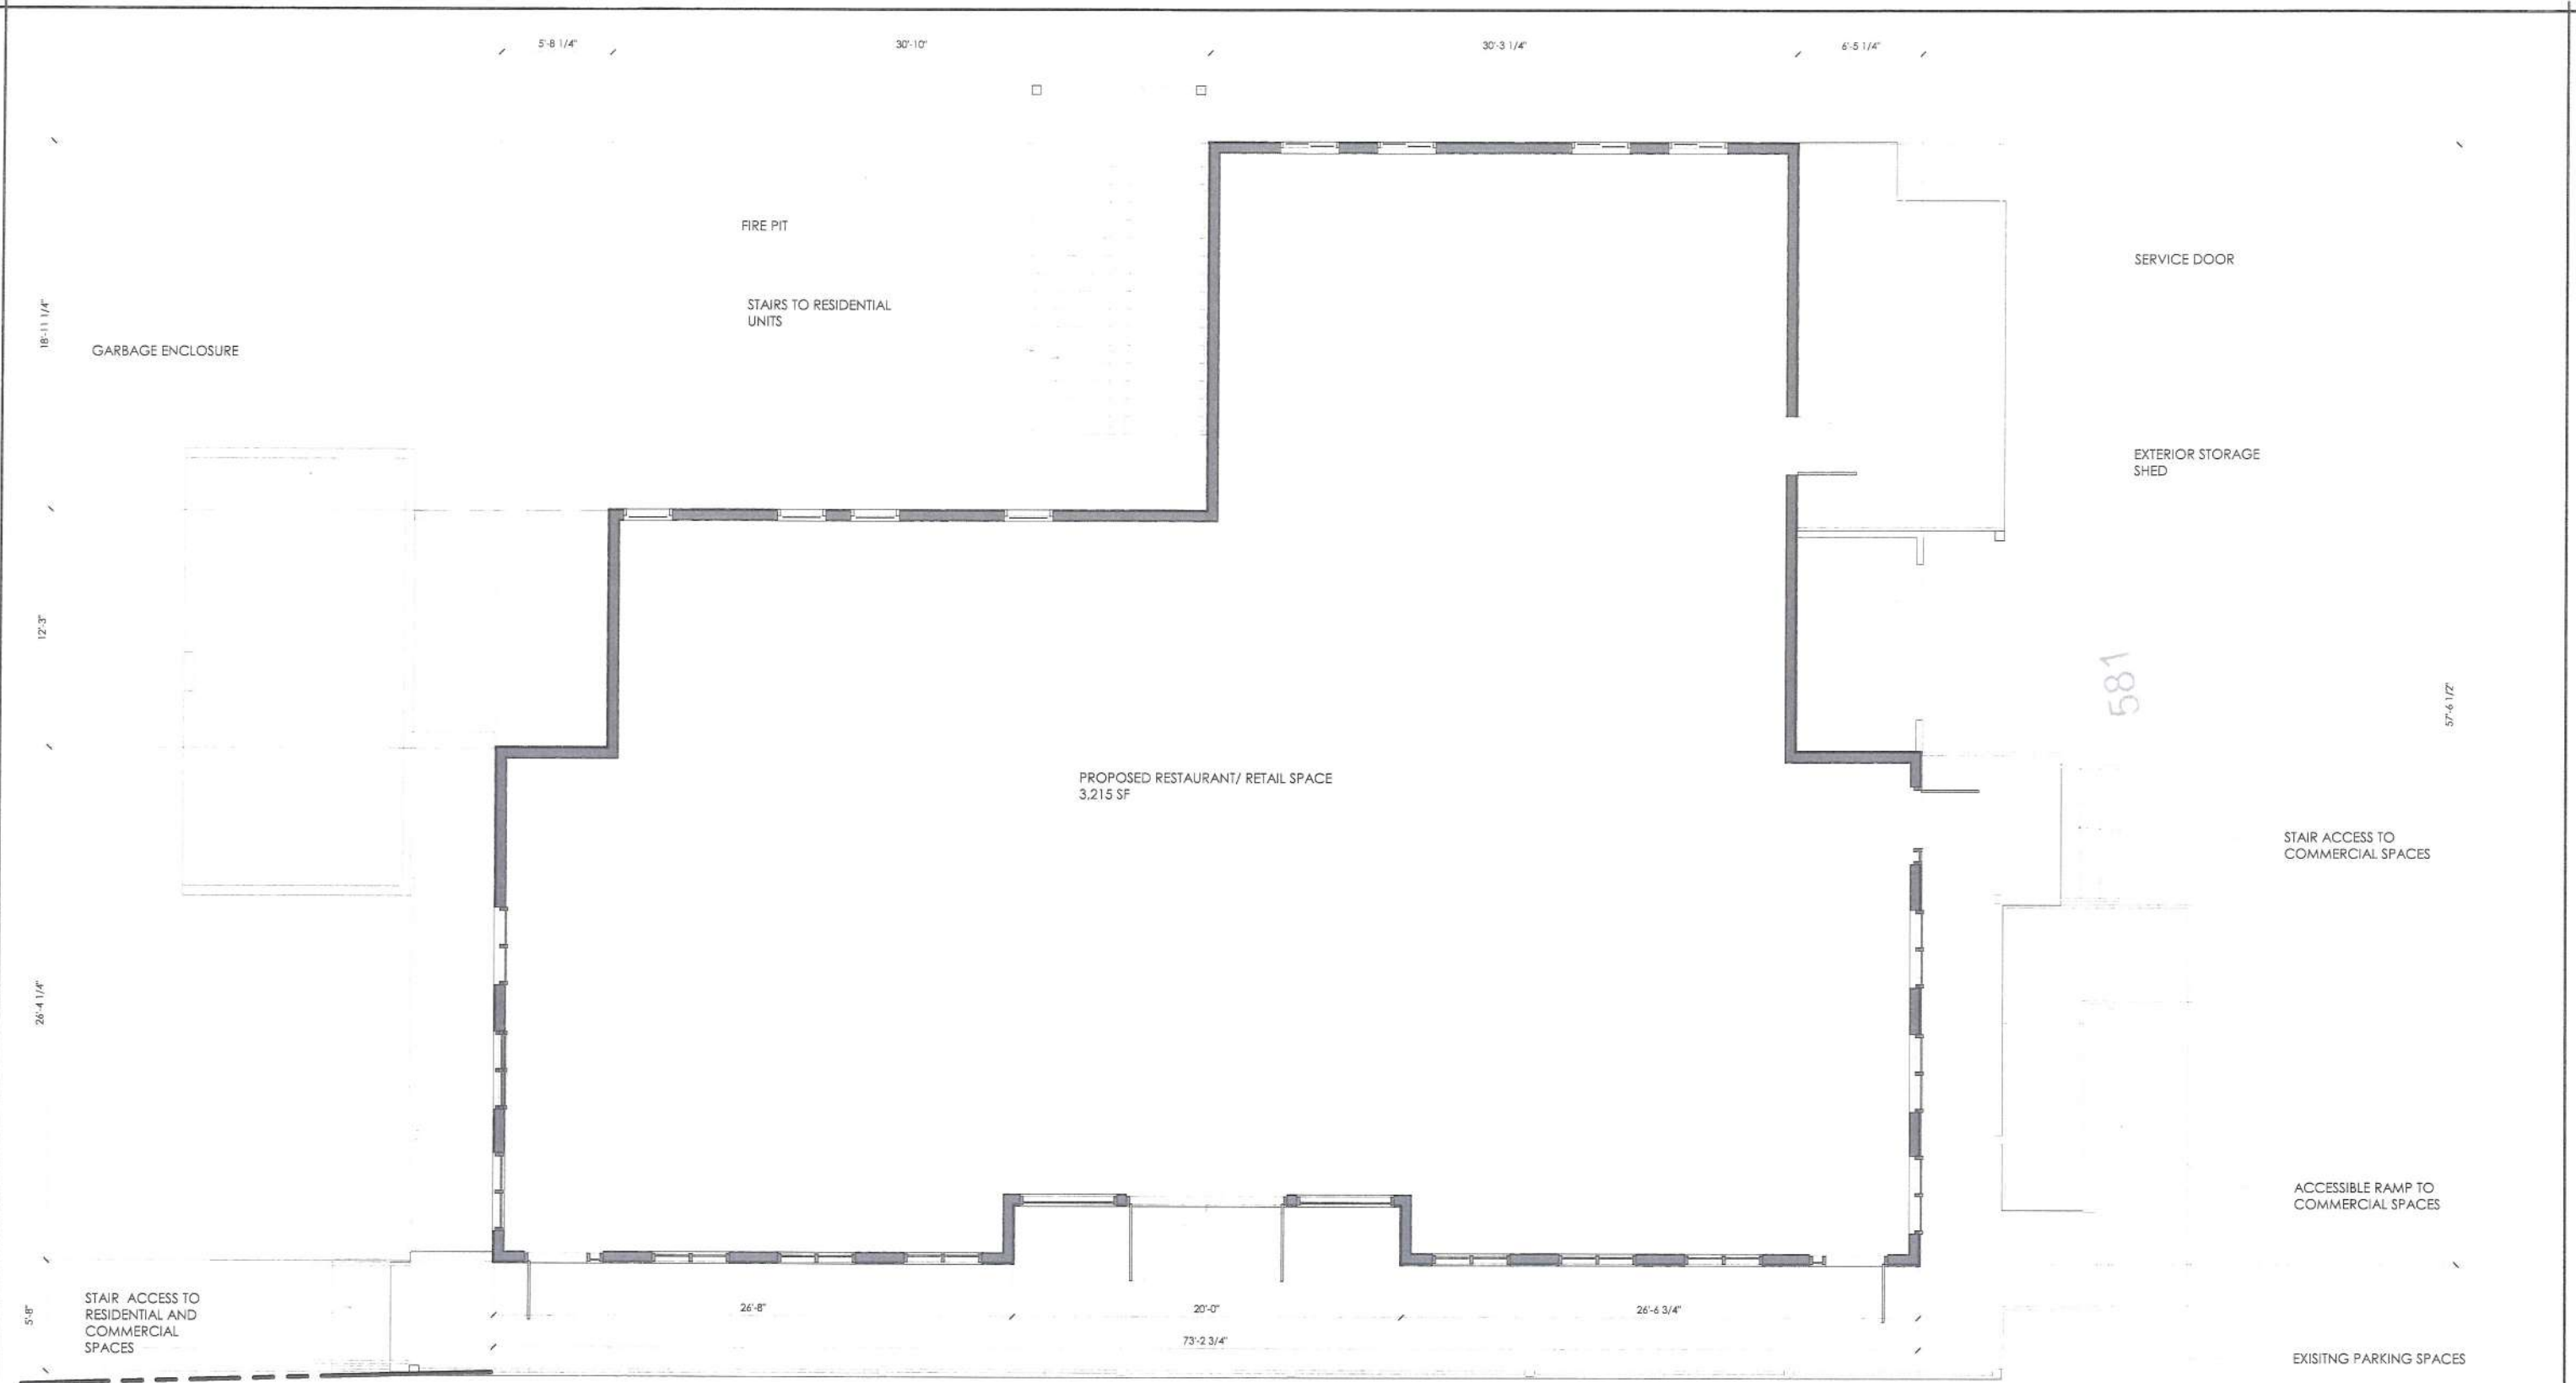 5'-8 1/4"
30'-10"
30'-3 1/4"
6'-5 1/4"
FIRE PIT
SERVICE DOOR
STAIRS TO RESIDENTIAL
UNITS
18'-11 1/4"
GARBAGE ENCLOSURE
EXTERIOR STORAGE
SHED
12'-3"
581
57'-6 1/2"
PROPOSED RESTAURANT/ RETAIL SPACE
3,215 SF
STAIR ACCESS TO
COMMERCIAL SPACES
26'-4 1/4"
ACCESSIBLE RAMP TO
COMMERCIAL SPACES
5'-8"
STAIR ACCESS TO
RESIDENTIAL AND
COMMERCIAL
SPACES
26'-8"
20'-0"
26'-6 3/4"
73'-2 3/4"
EXISITNG PARKING SPACES